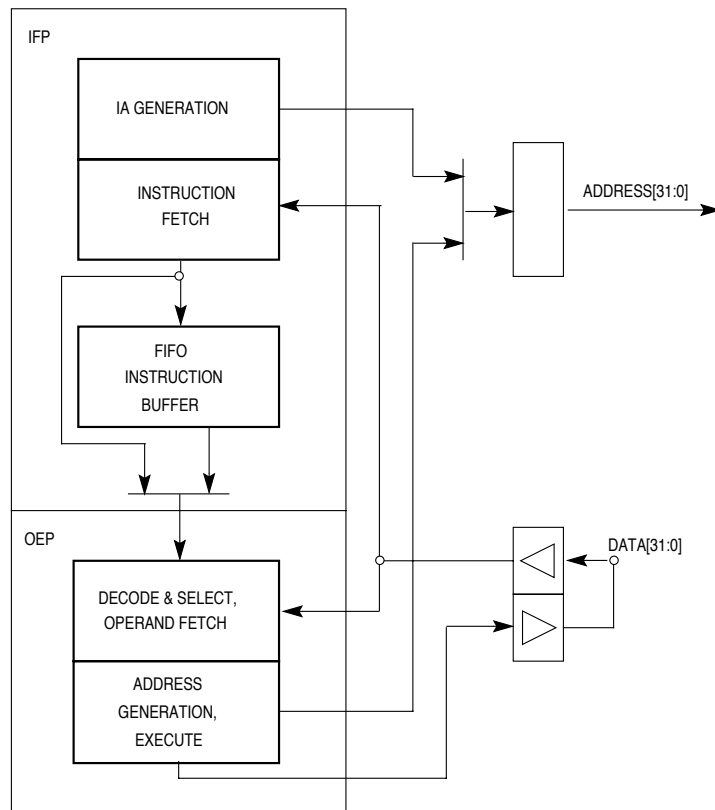 IFP
IA GENERATION
INSTRUCTION
FETCH
ADDRESS[31:0]
FIFO
INSTRUCTION
BUFFER
OEP
DATA[31:0]
DECODE & SELECT,
OPERAND FETCH
ADDRESS
GENERATION,
EXECUTE